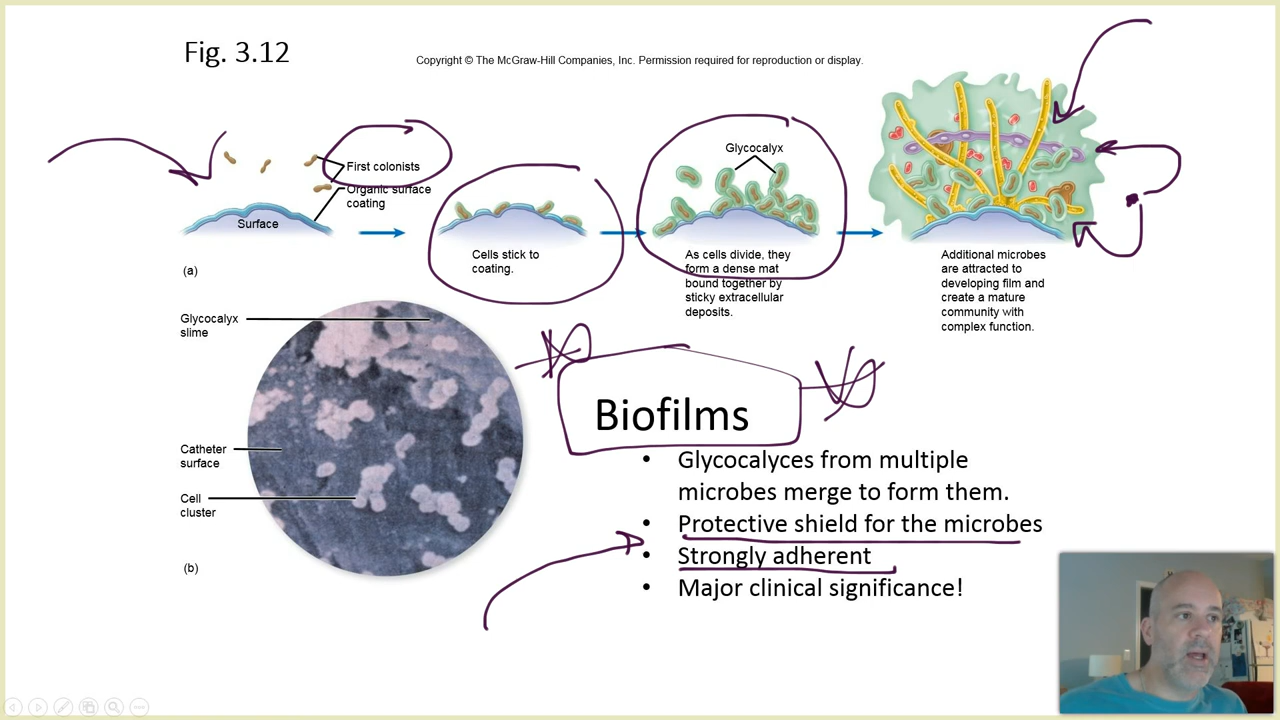 Fig. 3.12
Copyright © The McGraw-Hill Companies, Inc. Permission required for reproduction or display.
First colonists
Organic surface
coating
Surface
Cells stick to
coating.
Glycocalyx
As cells divide, they
form a dense mat
bound together by
sticky extracellular
deposits.
Additional microbes
are attracted to
developing film and
create a mature
community with
complex function.
(a)
Glycocalyx
slime
Catheter
surface
Cell
cluster
(b)
Biofilms
• Glycocalyces from multiple
microbes merge to form them.
• Protective shield for the microbes
• Strongly adherent
• Major clinical significance!